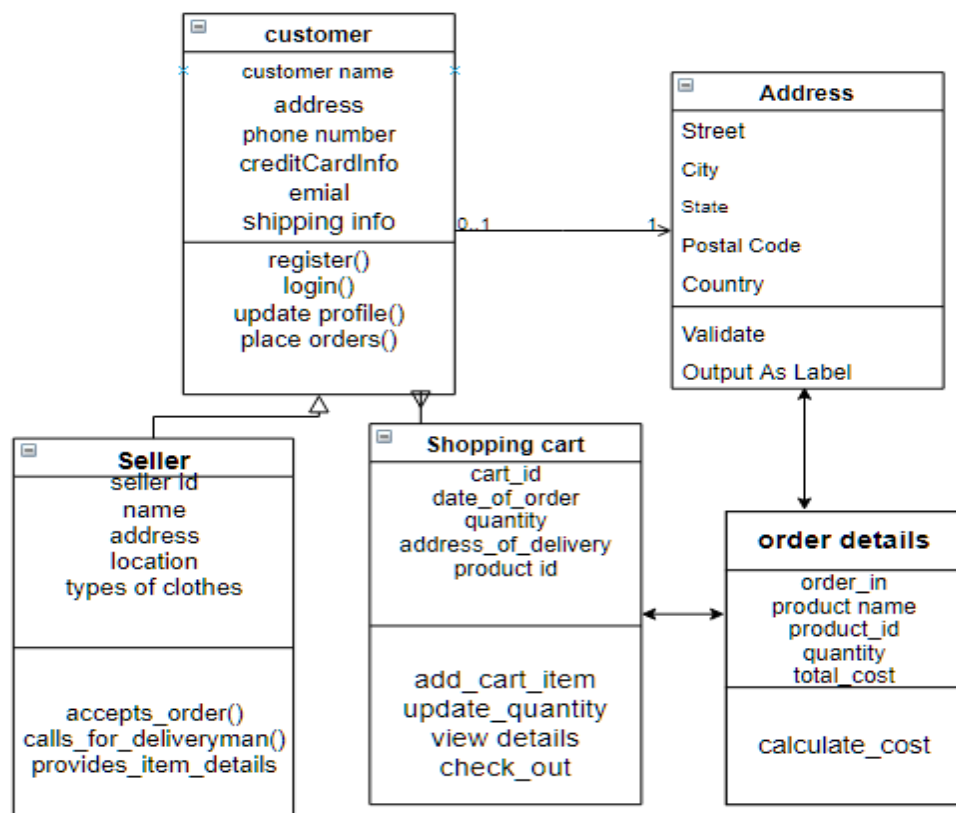 customer
customer name
address
phone number
creditCardInfo
emial
shipping info
register()
login()
update profile()
place orders()
0..1
1
Address
Street
City
State
Postal Code
Country
Validate
Output As Label
Seller
seller id
name
address
location
types of clothes
accepts_order()
calls_for_deliveryman()
provides_item_details
Shopping cart
cart_id
date_of_order
quantity
address_of_delivery
product id
add_cart_item
update_quantity
view details
check_out
order details
order_in
product name
product_id
quantity
total_cost
calculate_cost